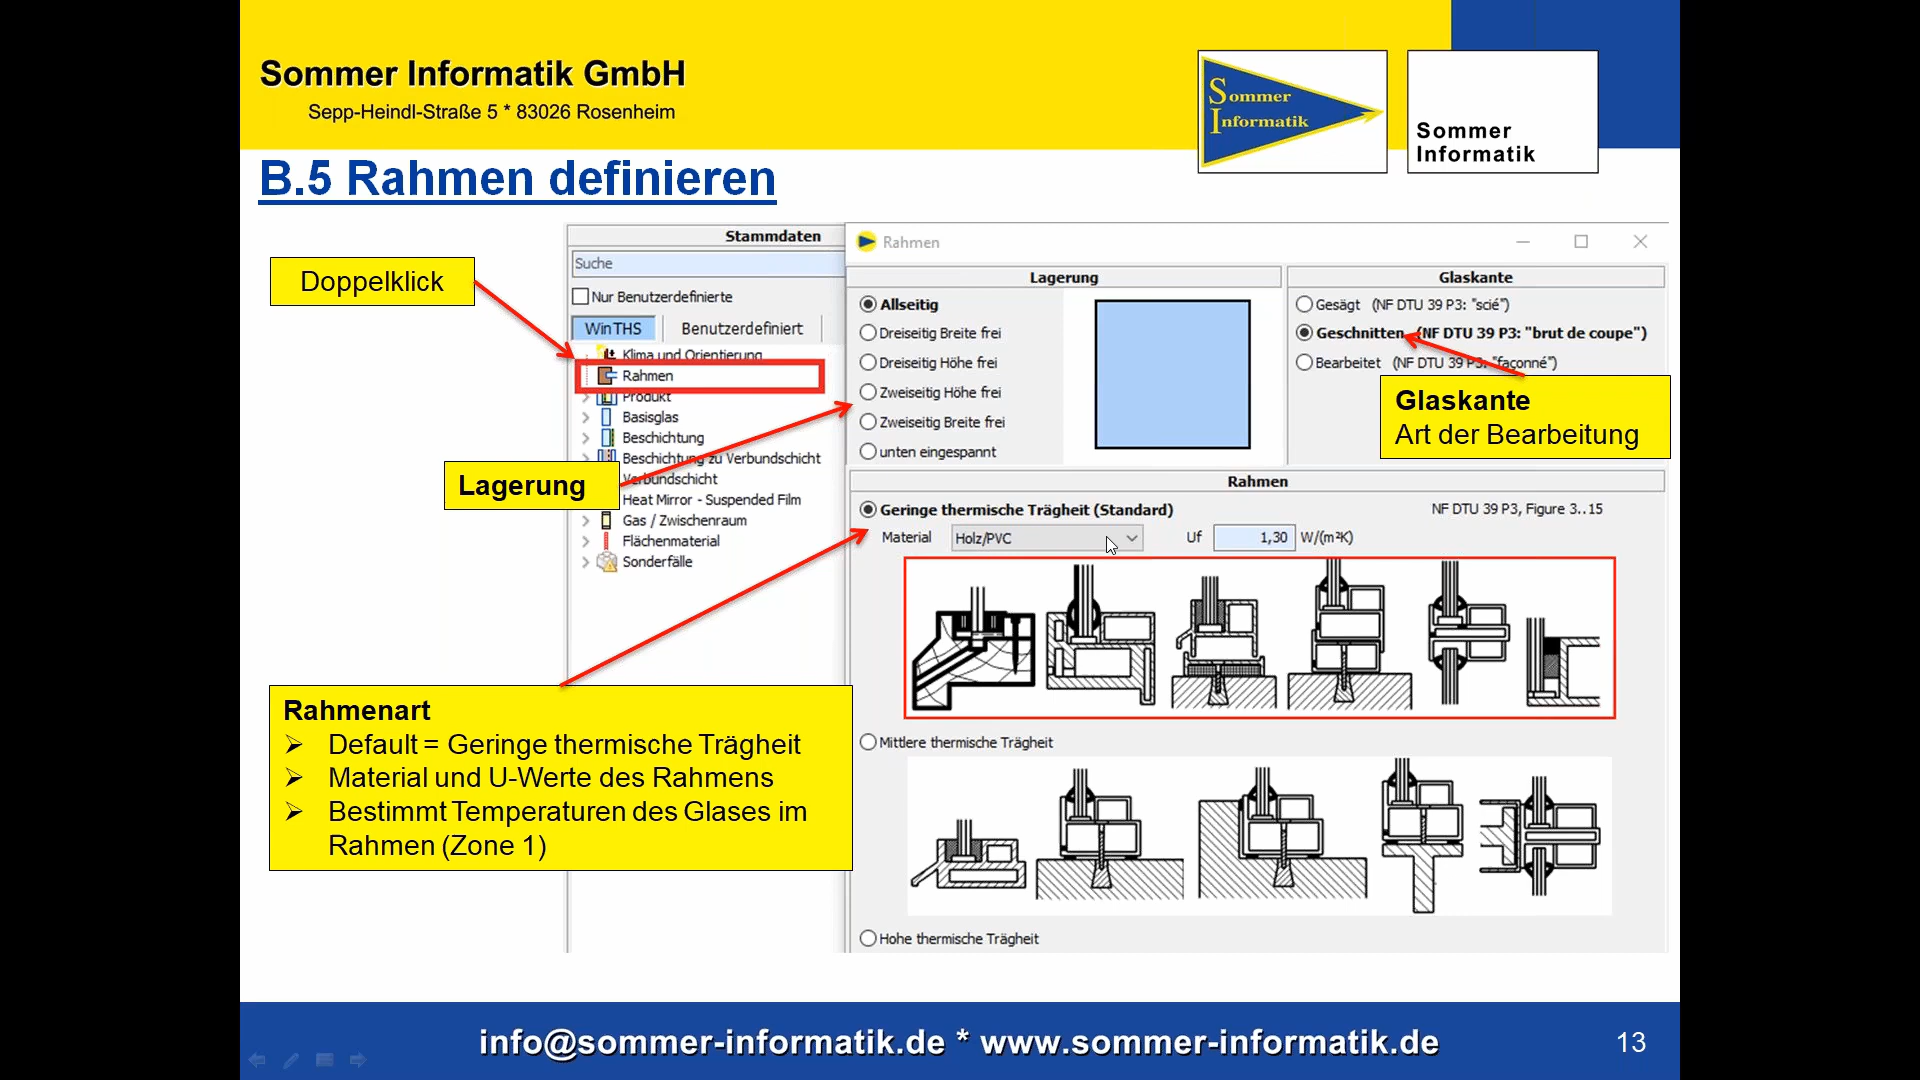 Sommer Informatik GmbH
Sepp-Heindl-Straße 5 * 83026 Rosenheim
Sommer
Informatik
Sommer
Informatik
B.5 Rahmen definieren
Doppelklick
Stammdaten
Suche
Nur Benutzerdefinierte
WinTHS
Benutzerdefiniert
Klima und Orientierung
Rahmen
Produkt
Basisglas
Beschichtung
Beschichtung zu Verbundschicht
Verbundschicht
Heat Mirror - Suspended Film
Gas / Zwischenraum
Flächenmaterial
Sonderfälle
Rahmen
Lagerung
Allseitig
Dreiseitig Breite frei
Dreiseitig Höhe frei
Zweiseitig Höhe frei
Zweiseitig Breite frei
unten eingespannt
Glaskante
Gesägt (NF DTU 39 P3: "scié")
Geschnitten (NF DTU 39 P3: "brut de coupe")
Bearbeitet (NF DTU 39 P3: "façonné")
Glaskante
Art der Bearbeitung
Lagerung
Rahmen
Geringe thermische Trägheit (Standard)
NF DTU 39 P3, Figure 3..15
Material
Holz/PVC
Uf
1,30
W/(m²K)
Mittlere thermische Trägheit
Hohe thermische Trägheit
Rahmenart
Default = Geringe thermische Trägheit
Material und U-Werte des Rahmens
Bestimmt Temperaturen des Glases im
Rahmen (Zone 1)
info@sommer-informatik.de * www.sommer-informatik.de
13